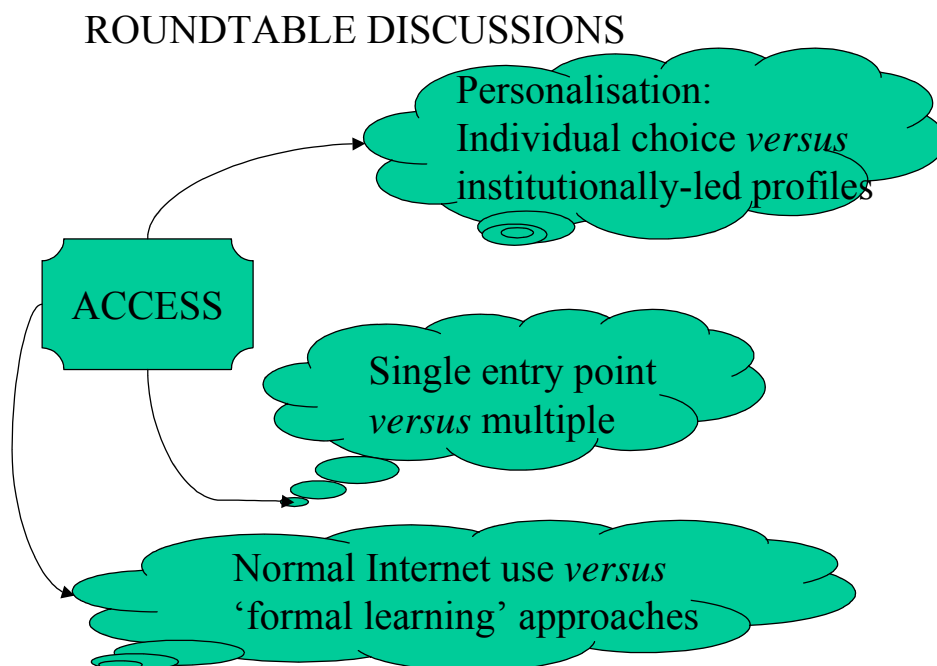 ROUNDTABLE DISCUSSIONS
Personalisation:
Individual choice versus
institutionally-led profiles
ACCESS
Single entry point
versus multiple
Normal Internet use versus
‘formal learning’ approaches